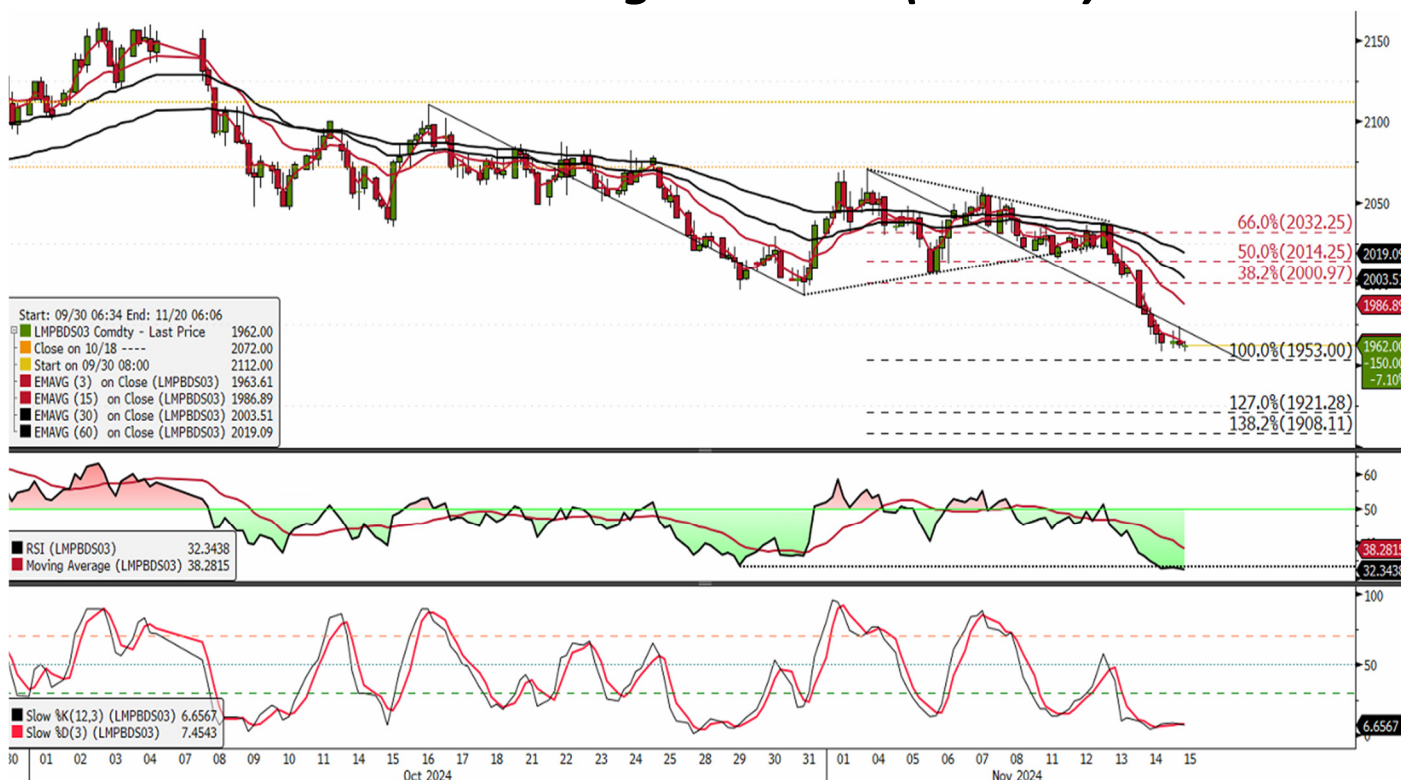 2150
2100
2050
66.0%(2032.25)
50.0%(2014.25)
38.2%(2000.97)
2019.09
2003.51
1986.89
1962.00
-150.00
-7.10%
100.0%(1953.00)
127.0%(1921.28)
138.2%(1908.11)
Start: 09/30 06:34 End: 11/20 06:06
LMPBDS03 Comdty - Last Price 1962.00
Close on 10/18 ---- 2072.00
Start on 09/30 08:00 2112.00
EMAVG (3) on Close (LMPBDS03) 1963.61
EMAVG (15) on Close (LMPBDS03) 1986.89
EMAVG (30) on Close (LMPBDS03) 2003.51
EMAVG (60) on Close (LMPBDS03) 2019.09
60
50
38.2815
32.3438
RSI (LMPBDS03) 32.3438
Moving Average (LMPBDS03) 38.2815
100
50
6.6567
0
Slow %K(12,3) (LMPBDS03) 6.6567
Slow %D(3) (LMPBDS03) 7.4543
30 01 02 03 04 07 08 09 10 11 14 15 16 17 18 21 22 23 24 25 28 29 30 31 01 04 05 06 07 08 11 12 13 14 15
Oct 2024 Nov 2024